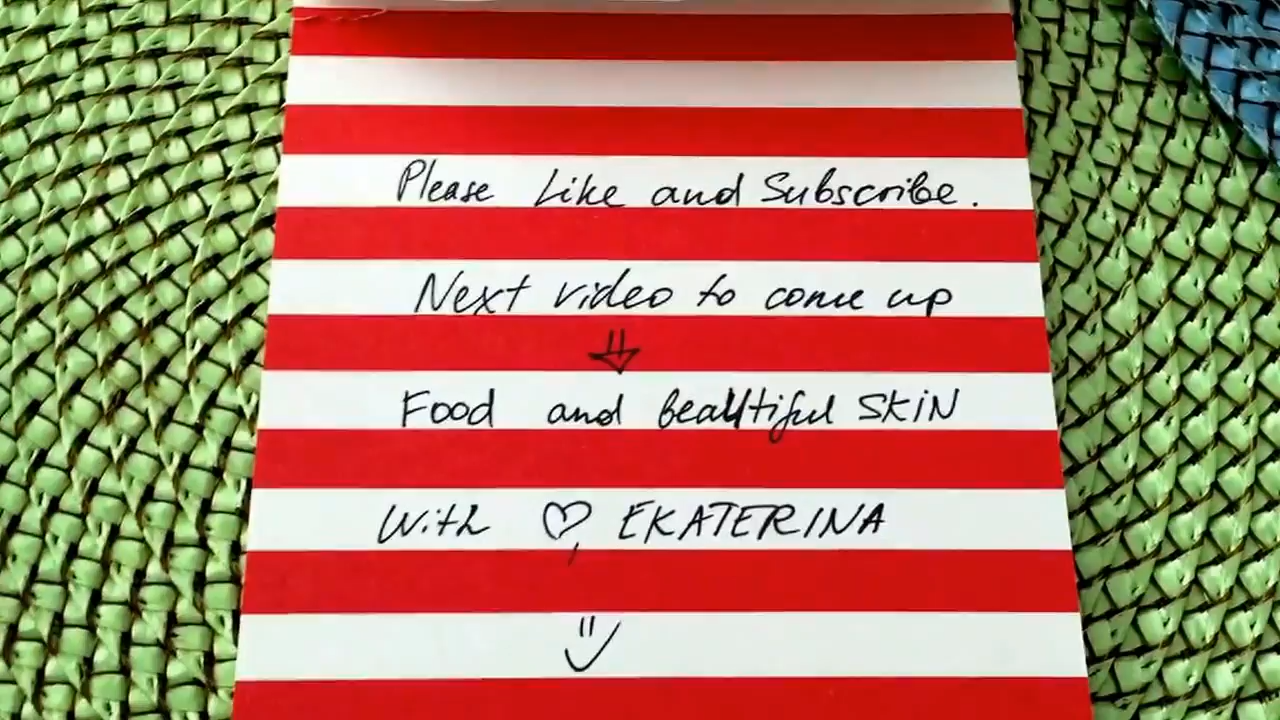 Please Like and Subscribe.
Next video to come up
⇓
Food and beautiful SKiN
With ♡, EKATERINA